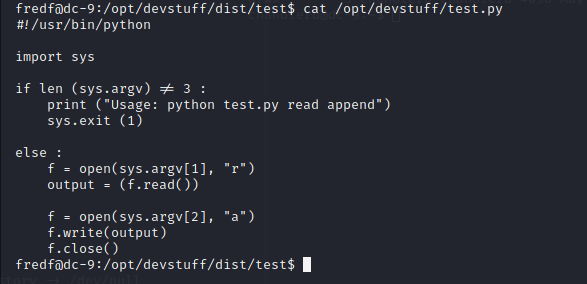 fredf@dc-9:/opt/devstuff/dist/test$ cat /opt/devstuff/test.py
#!/usr/bin/python

import sys

if len (sys.argv) ≠ 3 :
    print ("Usage: python test.py read append")
    sys.exit (1)

else :
    f = open(sys.argv[1], "r")
    output = (f.read())

    f = open(sys.argv[2], "a")
    f.write(output)
    f.close()
fredf@dc-9:/opt/devstuff/dist/test$